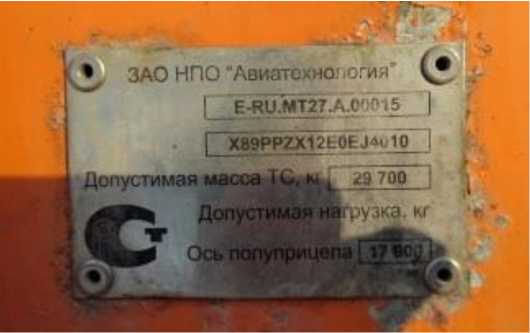 ЗАО НПО "Авиатехнология"
E-RU.MT27.A.00015
X89PPZX12E0EJ4010
Допустимая масса ТС, кг 29 700
Допустимая нагрузка, кг
Ось полуприцепа 17 800